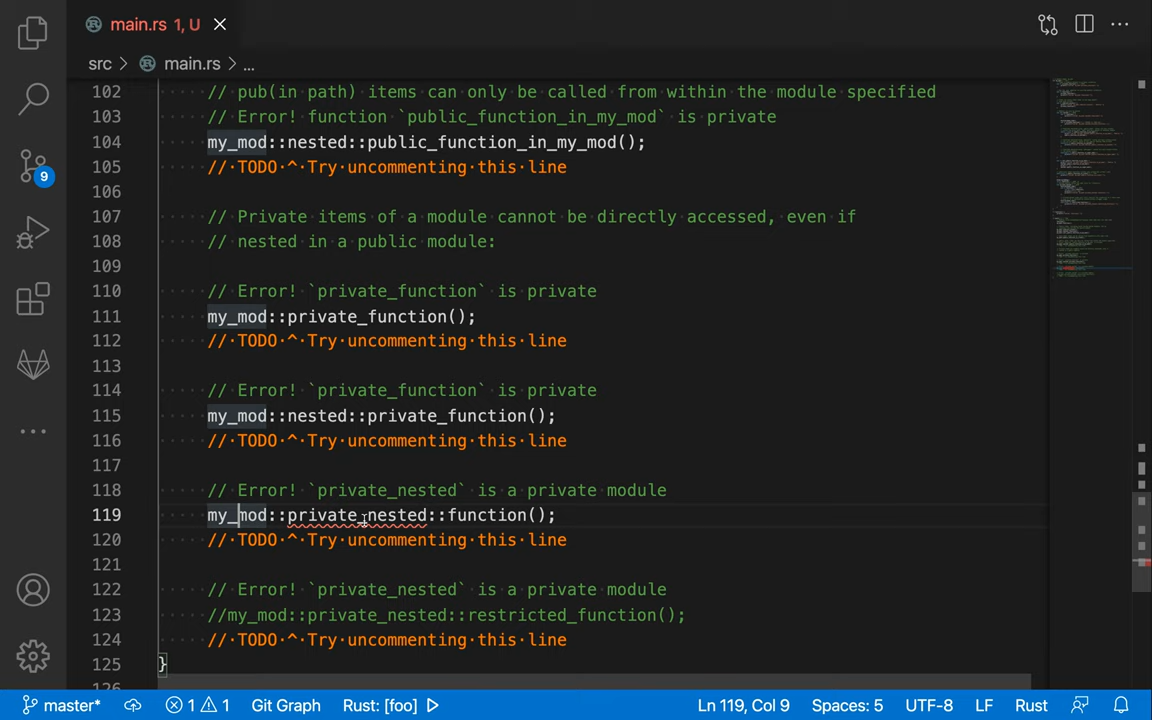 main.rs 1, U
src > main.rs > ...
102 // pub(in path) items can only be called from within the module specified
103 // Error! function `public_function_in_my_mod` is private
104 my_mod::nested::public_function_in_my_mod();
105 // TODO ^ Try uncommenting this line
106
107 // Private items of a module cannot be directly accessed, even if
108 // nested in a public module:
109
110 // Error! `private_function` is private
111 my_mod::private_function();
112 // TODO ^ Try uncommenting this line
113
114 // Error! `private_function` is private
115 my_mod::nested::private_function();
116 // TODO ^ Try uncommenting this line
117
118 // Error! `private_nested` is a private module
119 my_mod::private_nested::function();
120 // TODO ^ Try uncommenting this line
121
122 // Error! `private_nested` is a private module
123 //my_mod::private_nested::restricted_function();
124 // TODO ^ Try uncommenting this line
125 }
126
9
master* 1 1 Git Graph Rust: [foo] Ln 119, Col 9 Spaces: 5 UTF-8 LF Rust